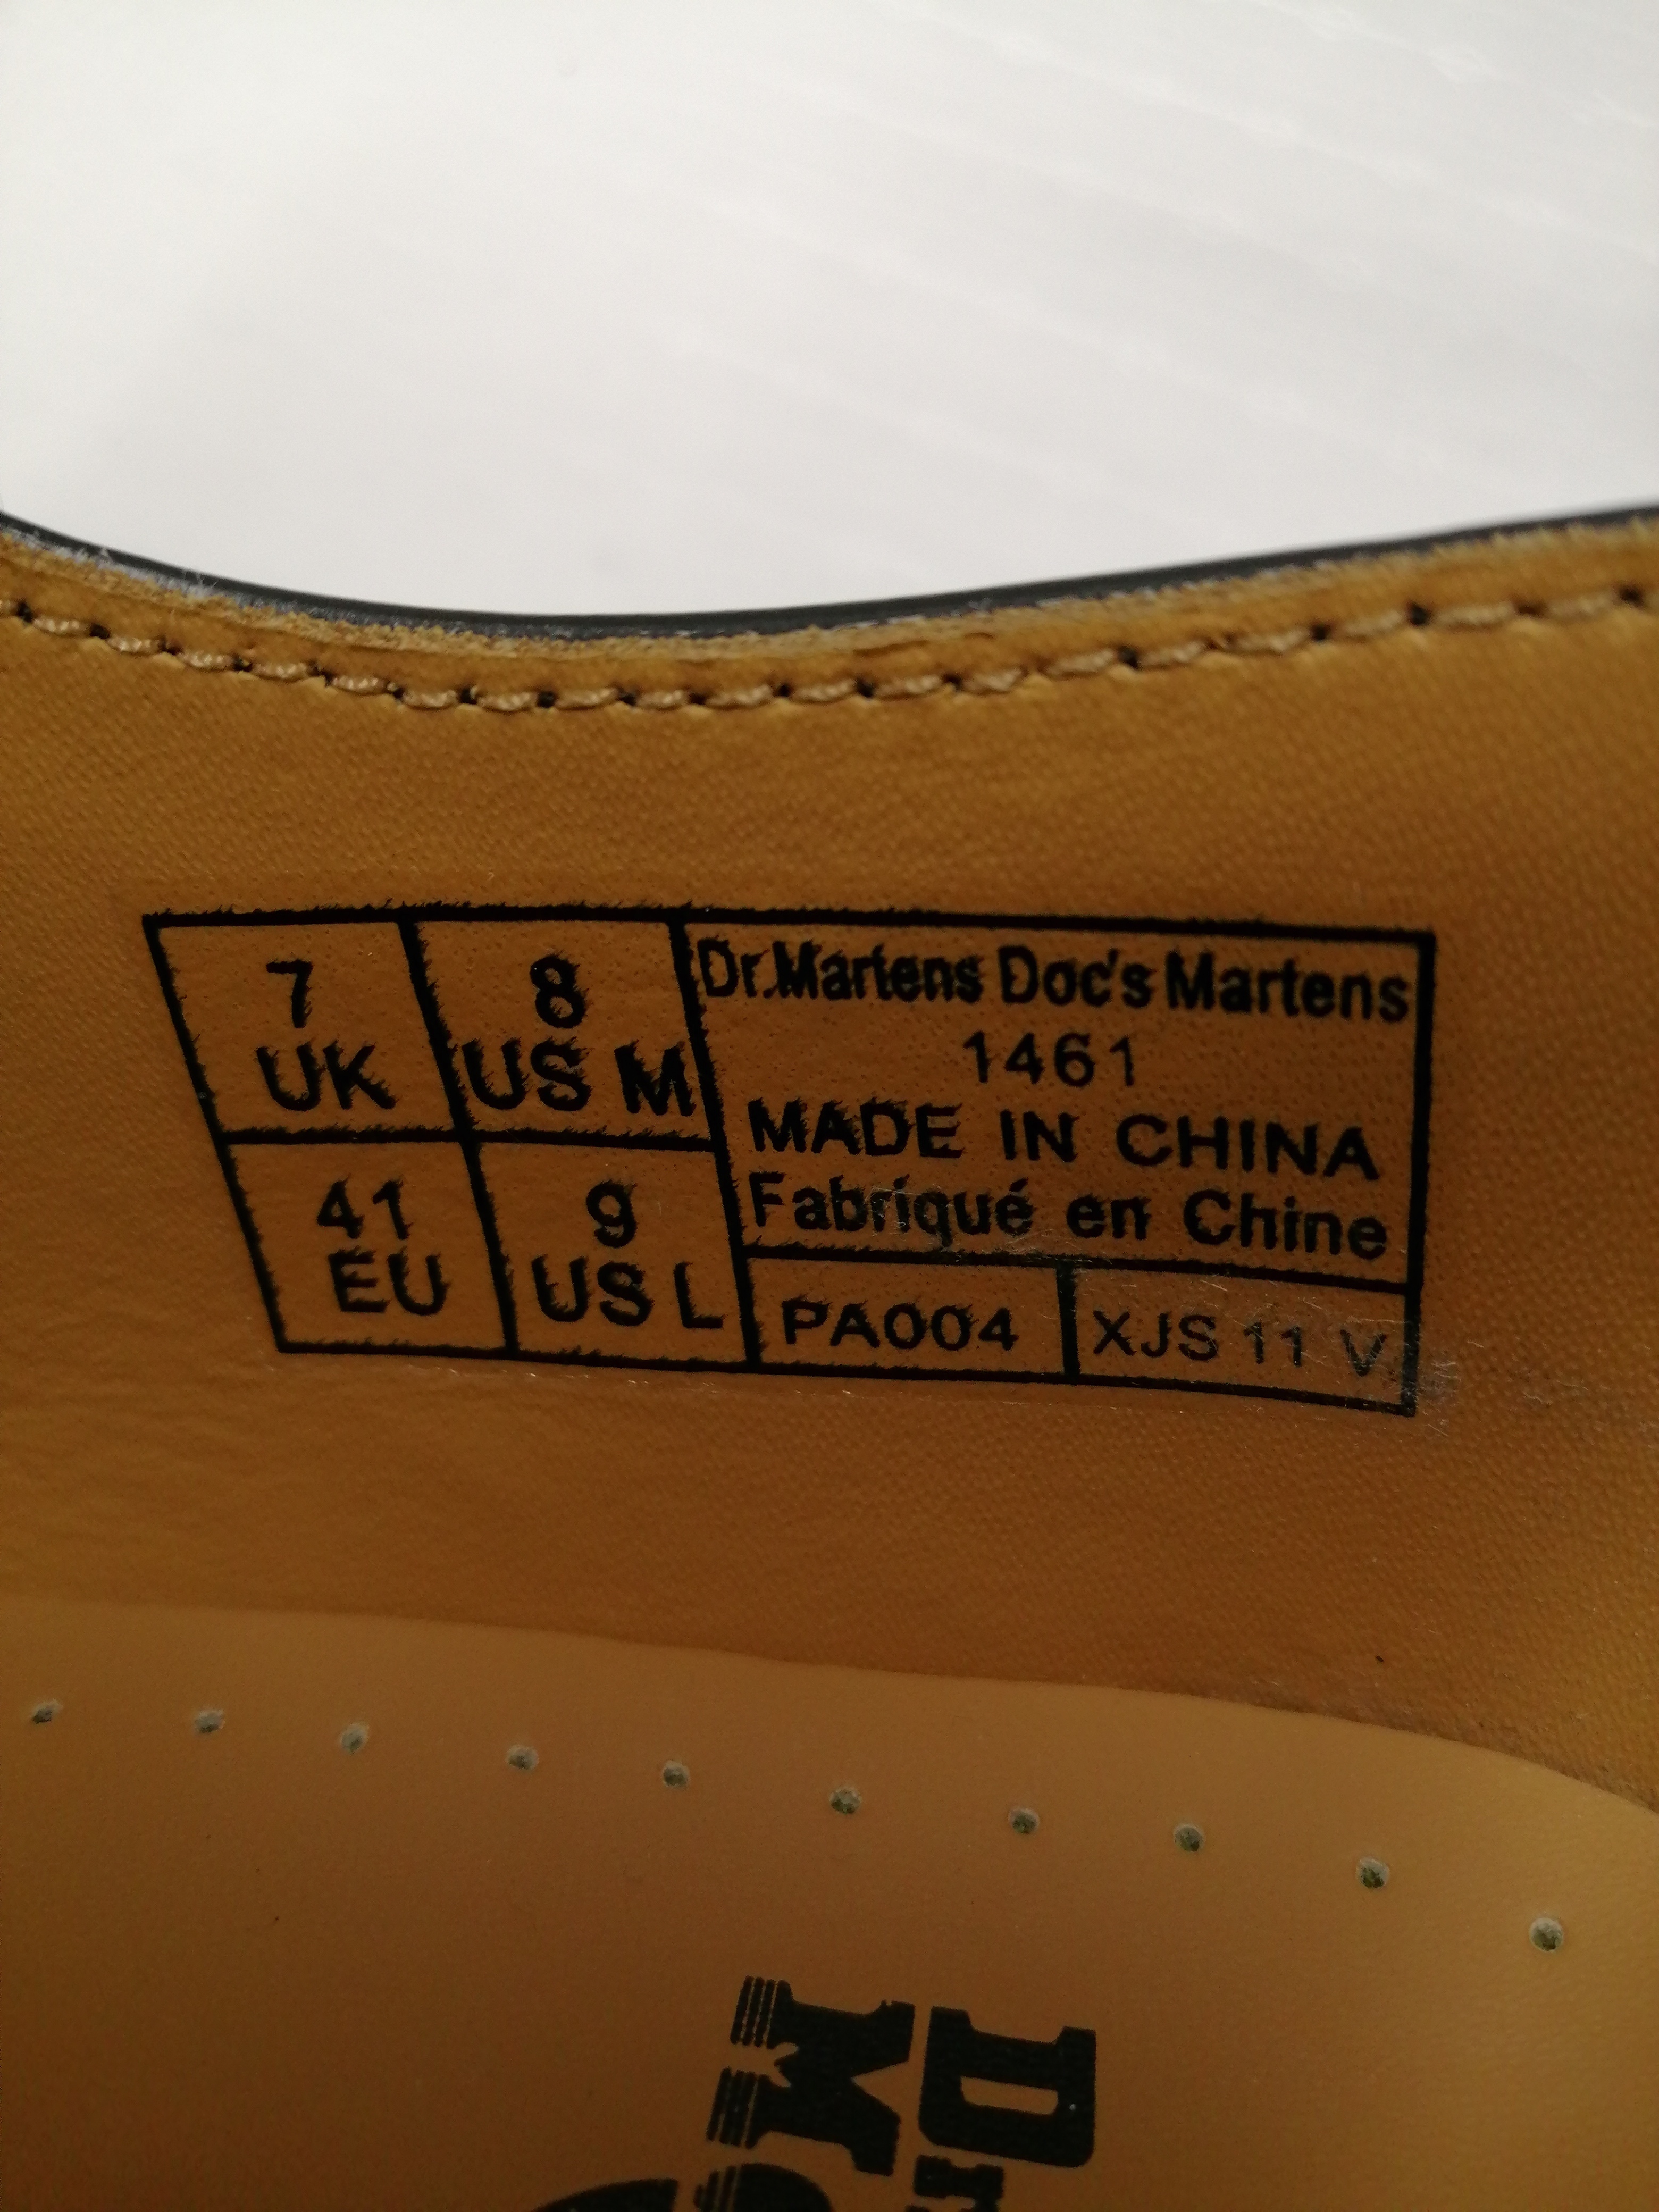 7 UK
8 US M
41 EU
9 US L
Dr.Martens Doc's Martens
1461
MADE IN CHINA
Fabriqué en Chine
PA004
XJS 11 V
Dr.